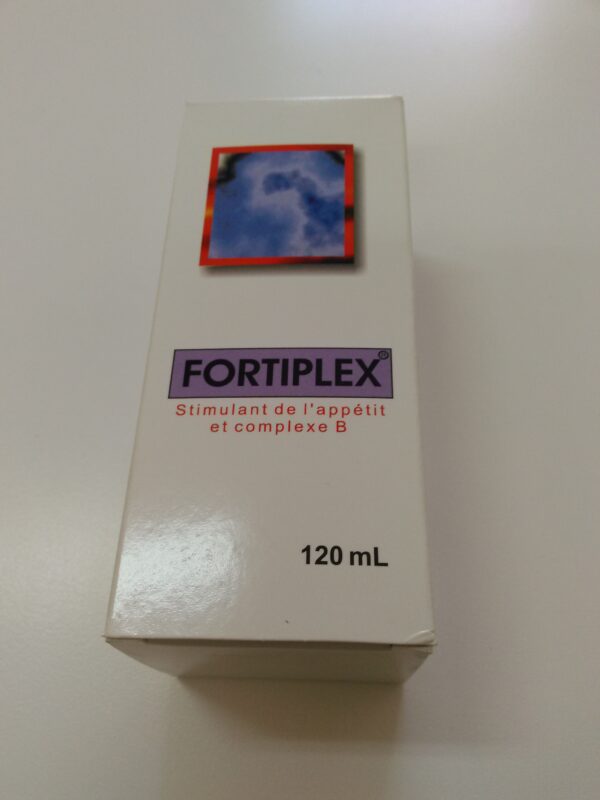 FORTIPLEX®
Stimulant de l'appétit
et complexe B
120 mL